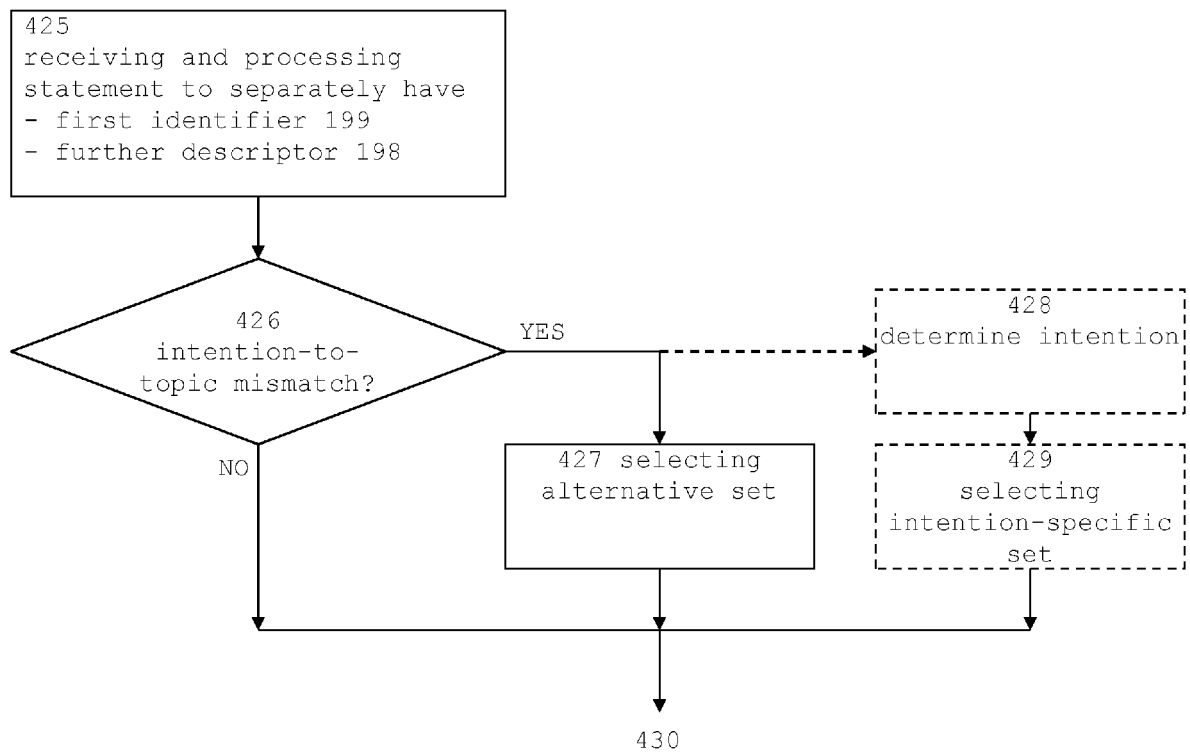 425
receiving and processing
statement to separately have
- first identifier 199
- further descriptor 198
426
intention-to-
topic mismatch?
YES
NO
427 selecting
alternative set
428
determine intention
429
selecting
intention-specific
set
430